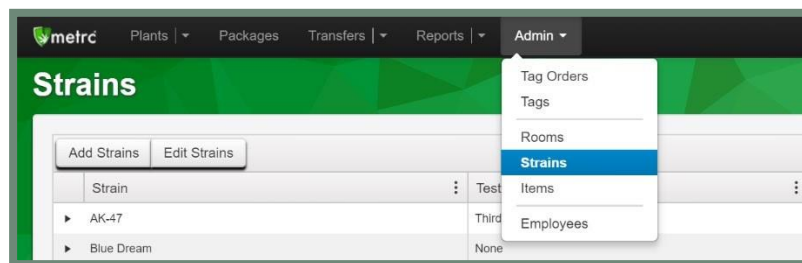 metrc Plants Packages Transfers Reports Admin
Tag Orders
Tags
Rooms
Strains
Items
Employees
Strains
Add Strains Edit Strains
Strain Test
AK-47 Third
Blue Dream None